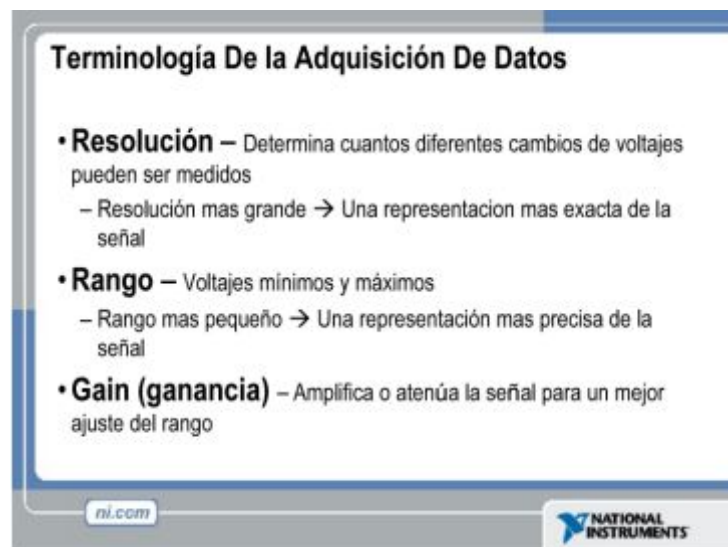 Terminología De la Adquisición De Datos
• Resolución – Determina cuantos diferentes cambios de voltajes
pueden ser medidos
– Resolución mas grande → Una representacion mas exacta de la
señal
• Rango – Voltajes mínimos y máximos
– Rango mas pequeño → Una representación mas precisa de la
señal
• Gain (ganancia) – Amplifica o atenúa la señal para un mejor
ajuste del rango
ni.com
NATIONAL
INSTRUMENTS